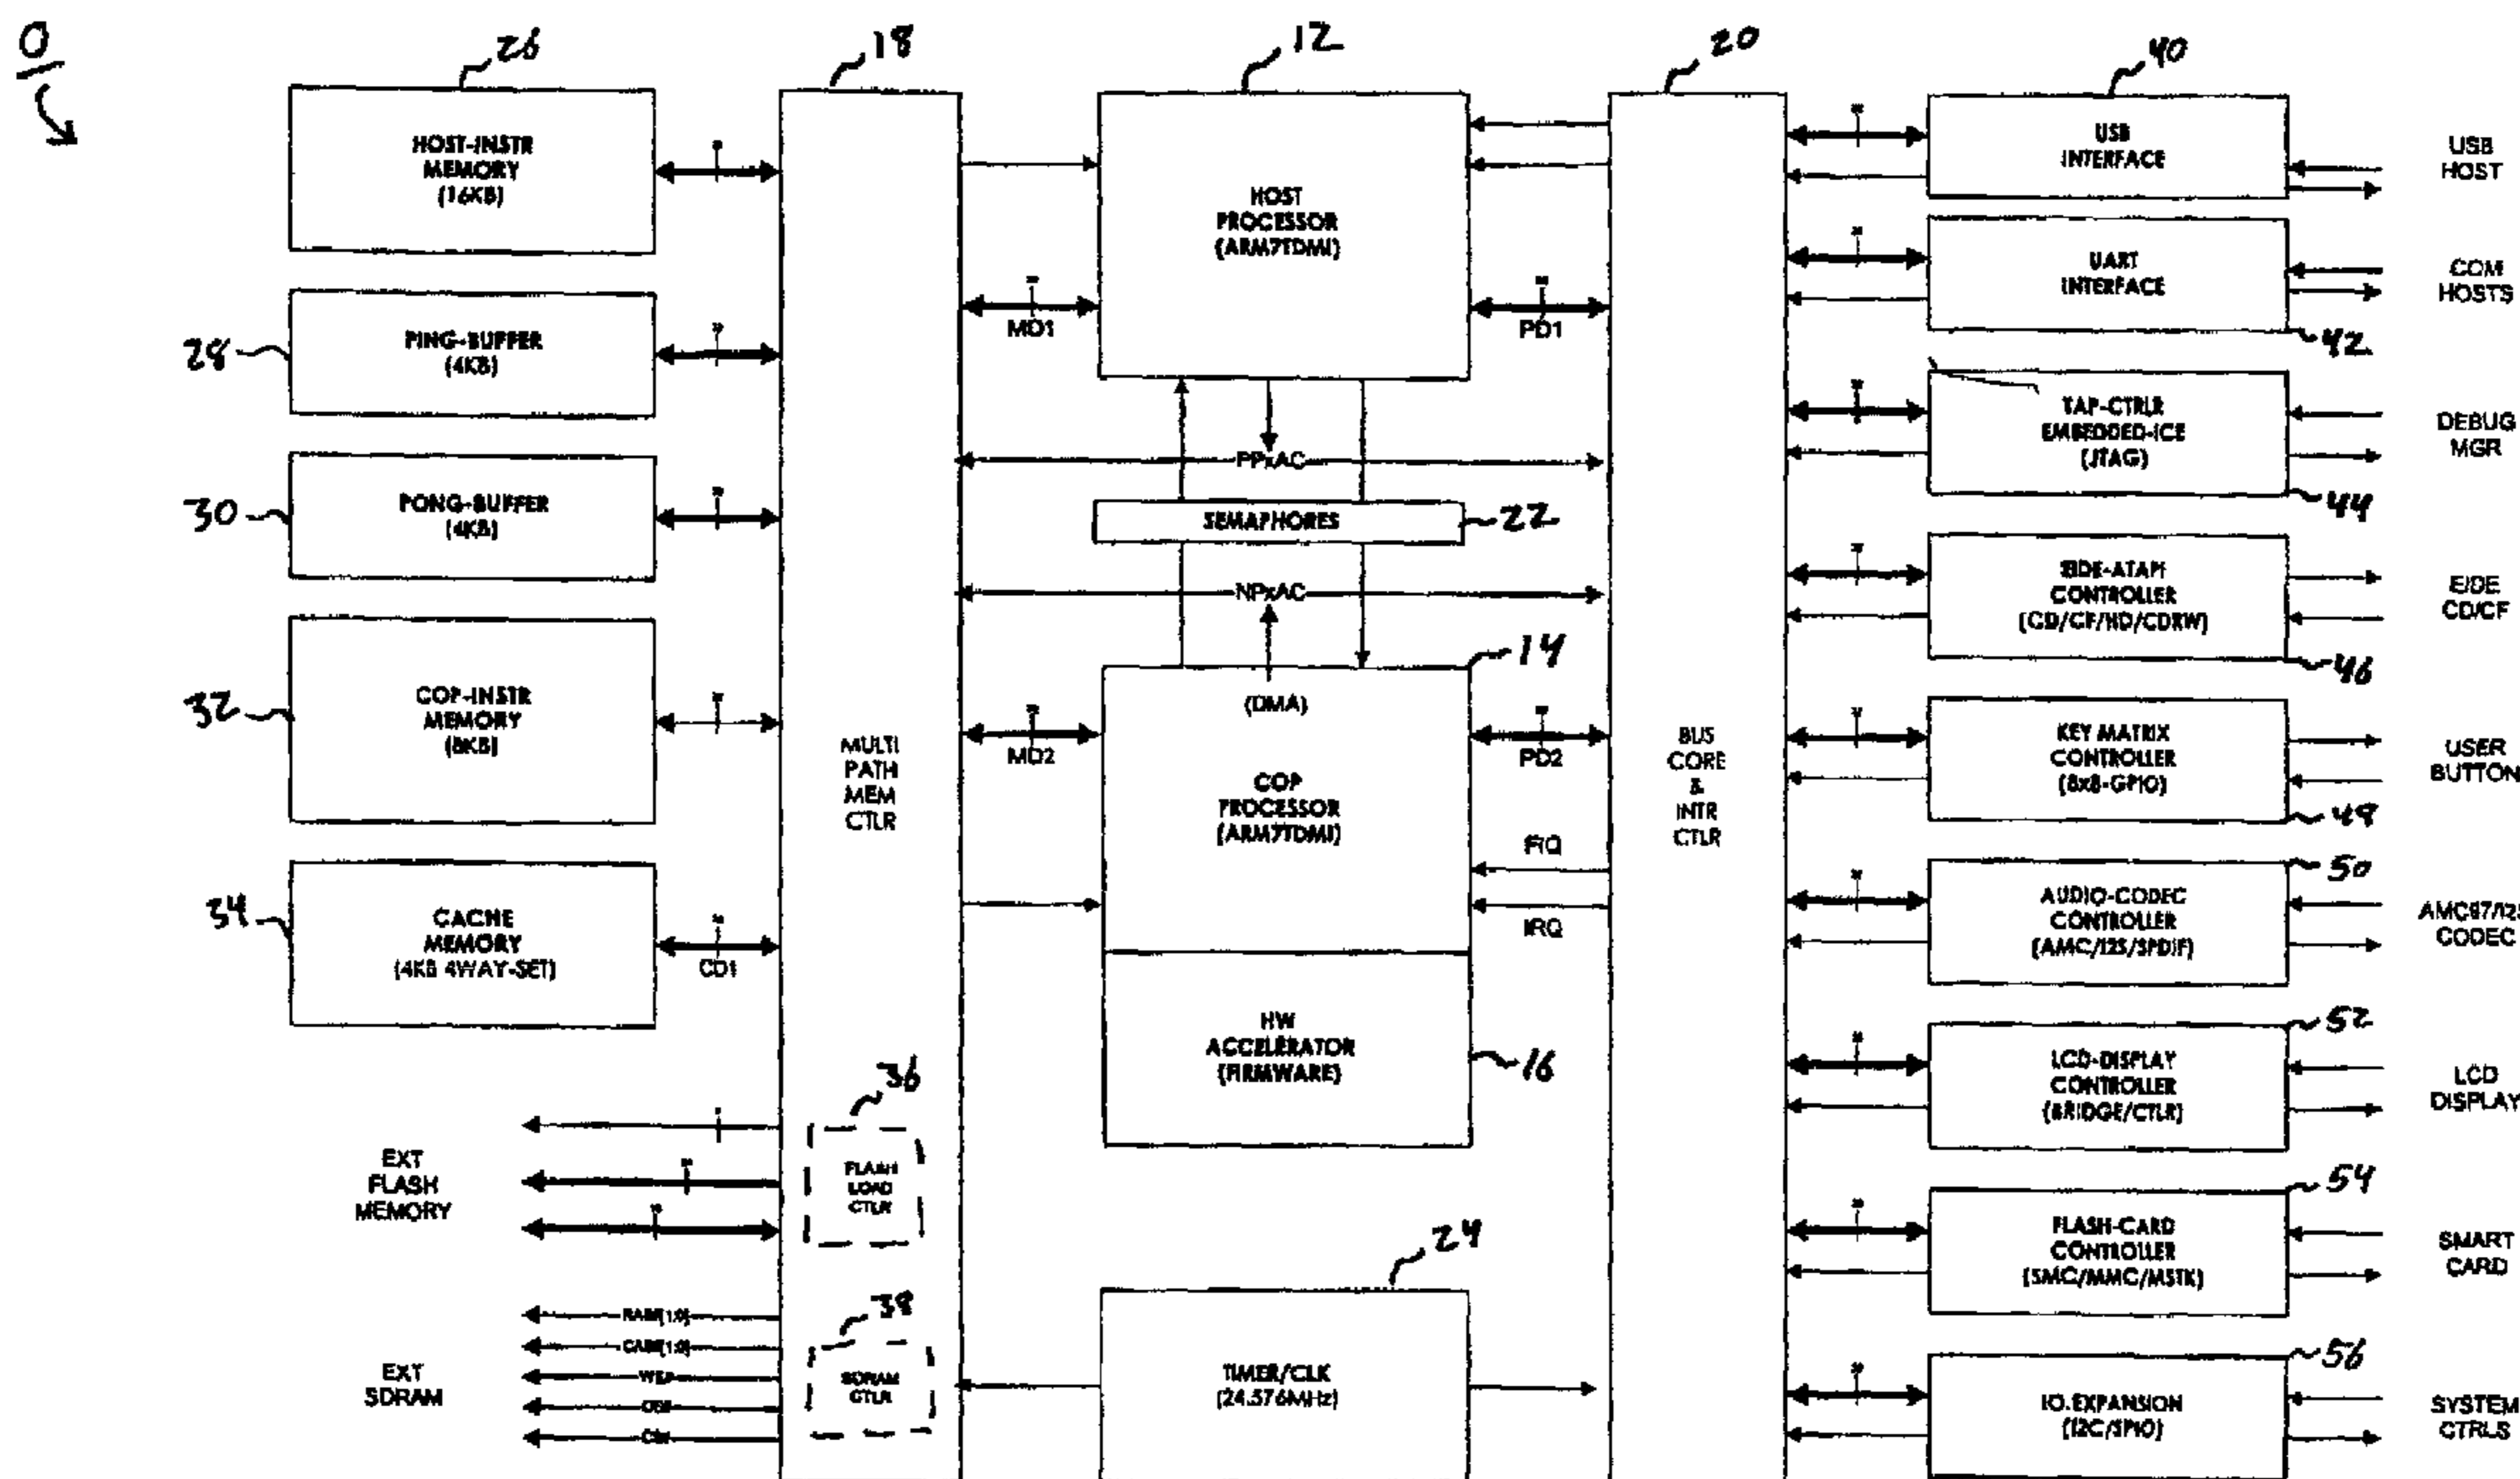 0
26
18
12
20
40
HOST-INSTR
MEMORY
(16KB)
HOST
PROCESSOR
(ARM7TDMI)
USB
INTERFACE
USB
HOST
UART
INTERFACE
COM
HOSTS
42
MD1
PD1
28
PING-BUFFER
(4KB)
TAP-CTRLR
EMBEDDED-ICE
(JTAG)
DEBUG
MGR
44
PPxAC
30
PONG-BUFFER
(4KB)
SEMAPHORES
22
EIDE-ATAPI
CONTROLLER
(CD/CF/HD/CDRW)
EIDE
CD/CF
46
NPxAC
14
32
COP-INSTR
MEMORY
(8KB)
MULTI
PATH
MEM
CTLR
MD2
(DMA)
COP
PROCESSOR
(ARM7TDMI)
PD2
FIQ
IRQ
BUS
CORE
&
INTR
CTLR
KEY MATRIX
CONTROLLER
(8x8-GPIO)
USER
BUTTON
48
34
CACHE
MEMORY
(4KB 4WAY-SET)
CD1
50
AUDIO-CODEC
CONTROLLER
(AMC/I2S/SPDIF)
AMC97/I2S
CODEC
HW
ACCELERATOR
(FIRMWARE)
16
52
LCD-DISPLAY
CONTROLLER
(BRIDGE/CTLR)
LCD
DISPLAY
36
EXT
FLASH
MEMORY
FLASH
LOAD
CTLR
54
FLASH-CARD
CONTROLLER
(SMC/MMC/MSTK)
SMART
CARD
24
38
EXT
SDRAM
SDRAM
CTLR
TIMER/CLK
(24.576MHz)
56
IO.EXPANSION
(I2C/SPIO)
SYSTEM
CTRLS